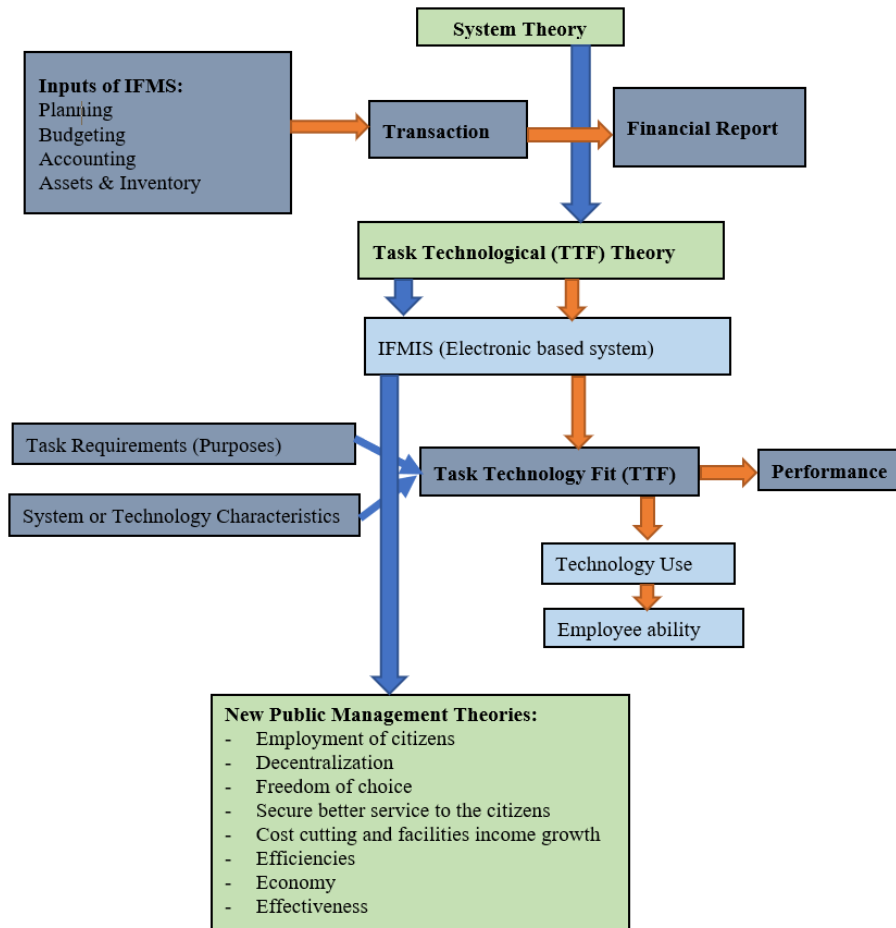 System Theory
Inputs of IFMS:
Planning
Budgeting
Accounting
Assets & Inventory
Transaction
Financial Report
Task Technological (TTF) Theory
IFMIS (Electronic based system)
Task Requirements (Purposes)
Task Technology Fit (TTF)
Performance
System or Technology Characteristics
Technology Use
Employee ability
New Public Management Theories:
- Employment of citizens
- Decentralization
- Freedom of choice
- Secure better service to the citizens
- Cost cutting and facilities income growth
- Efficiencies
- Economy
- Effectiveness